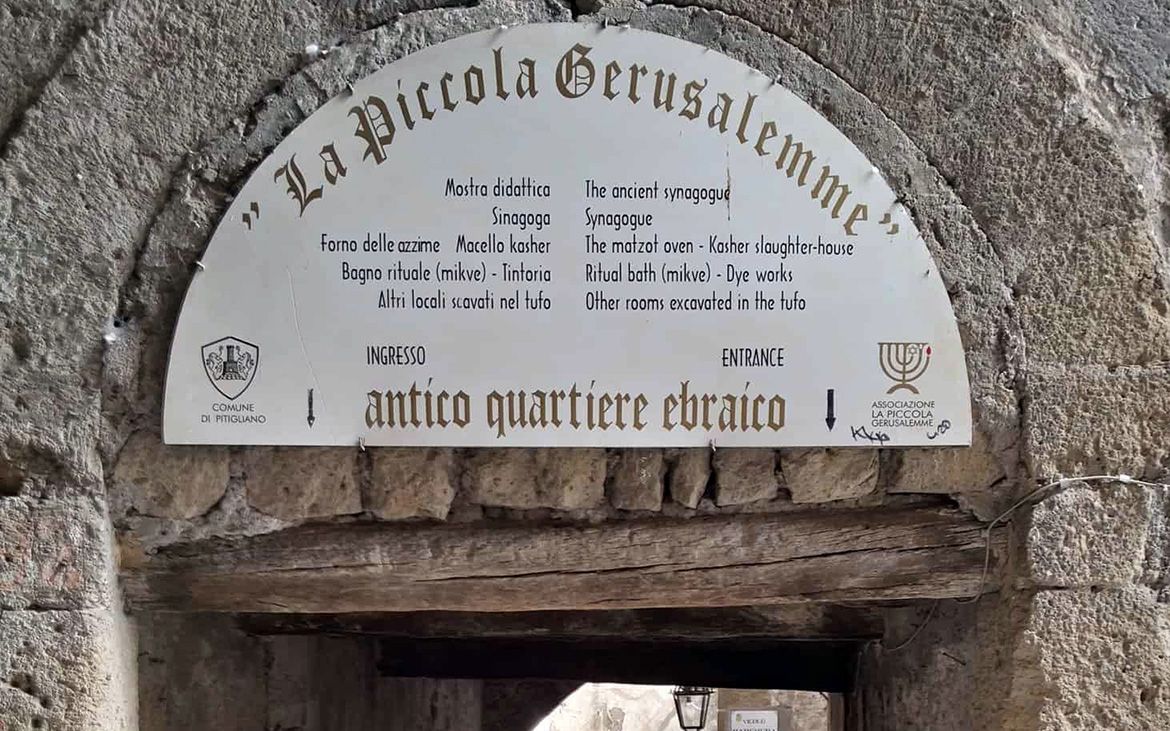 "La Piccola Gerusalemme"
Mostra didattica The ancient synagogue
Sinagoga Synagogue
Forno delle azzime Macello kasher The matzot oven - Kasher slaughter-house
Bagno rituale (mikve) - Tintoria Ritual bath (mikve) - Dye works
Altri locali scavati nel tufo Other rooms excavated in the tufo
INGRESSO ENTRANCE
antico quartiere ebraico
COMUNE
DI PITIGLIANO
ASSOCIAZIONE
LA PICCOLA
GERUSALEMME
VICOLO